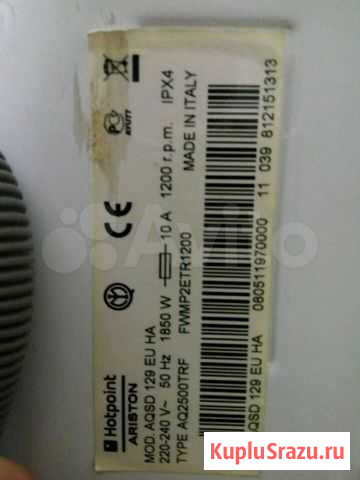 Hotpoint
ARISTON
MOD. AQSD 129 EU HA
220-240 V~ 50 Hz 1850 W 10 A 1200 r.p.m. IPX4
TYPE AQ2500TRF FWMP2ETR1200 MADE IN ITALY
AQSD 129 EU HA 080511970000 11 039 812151313
Avito
KupluSrazu.ru